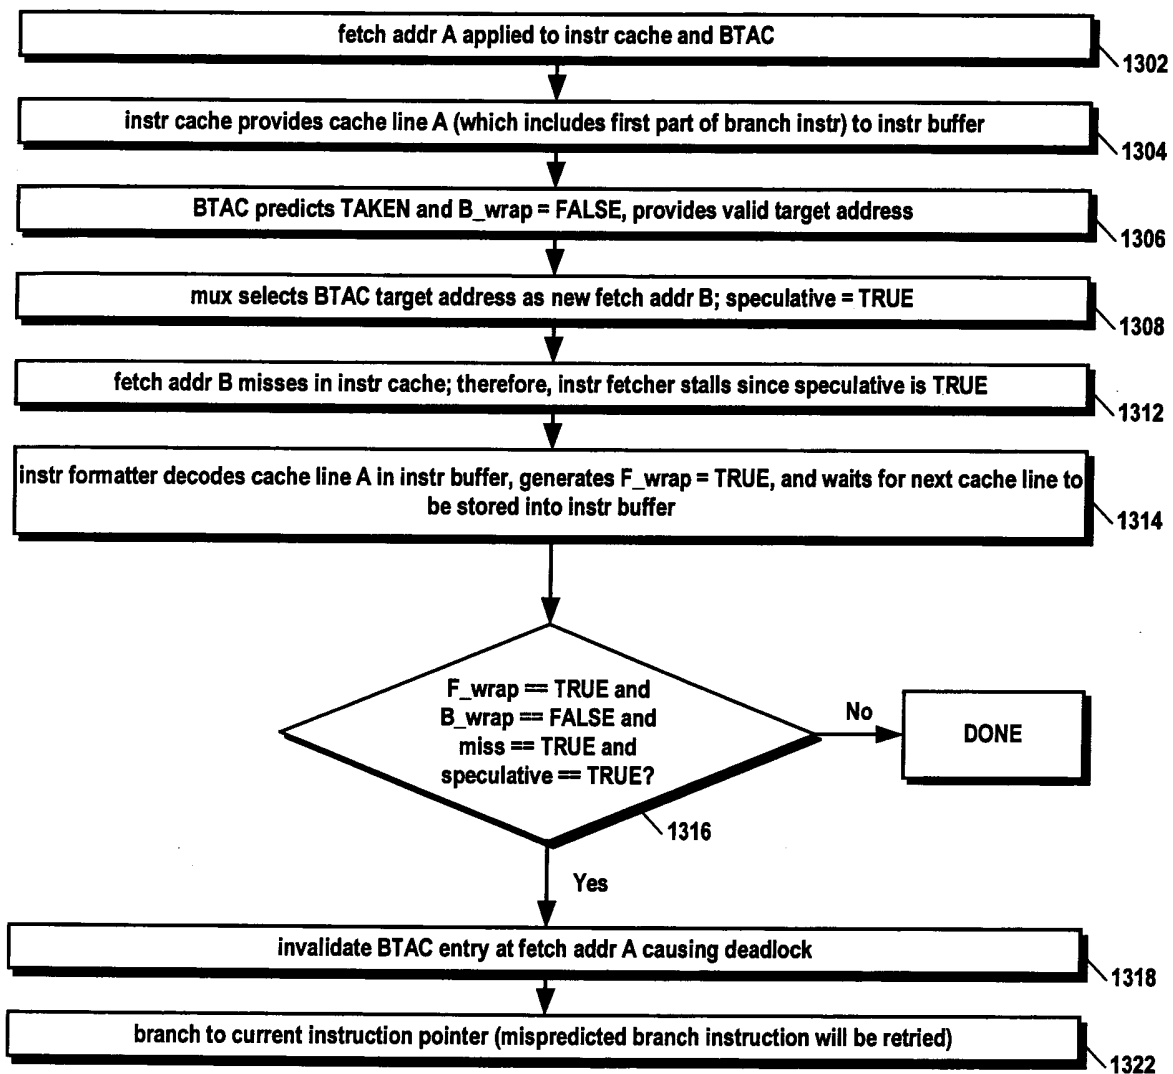 fetch addr A applied to instr cache and BTAC
1302
instr cache provides cache line A (which includes first part of branch instr) to instr buffer
1304
BTAC predicts TAKEN and B_wrap = FALSE, provides valid target address
1306
mux selects BTAC target address as new fetch addr B; speculative = TRUE
1308
fetch addr B misses in instr cache; therefore, instr fetcher stalls since speculative is TRUE
1312
instr formatter decodes cache line A in instr buffer, generates F_wrap = TRUE, and waits for next cache line to
be stored into instr buffer
1314
F_wrap == TRUE and
B_wrap == FALSE and
miss == TRUE and
speculative == TRUE?
1316
No
DONE
Yes
invalidate BTAC entry at fetch addr A causing deadlock
1318
branch to current instruction pointer (mispredicted branch instruction will be retried)
1322